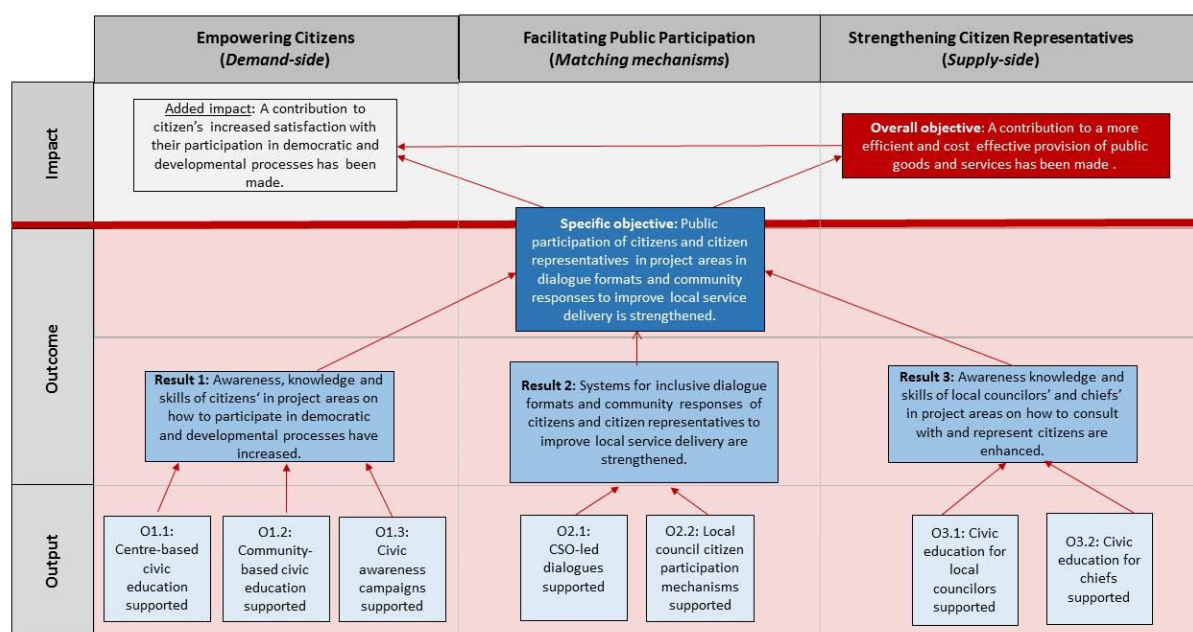 Empowering Citizens
(Demand-side)
Facilitating Public Participation
(Matching mechanisms)
Strengthening Citizen Representatives
(Supply-side)
Impact
Added impact: A contribution to
citizen's increased satisfaction with
their participation in democratic
and developmental processes has been
made.
Overall objective: A contribution to a more
efficient and cost effective provision of public
goods and services has been made .
Outcome
Specific objective: Public
participation of citizens and citizen
representatives in project areas in
dialogue formats and community
responses to improve local service
delivery is strengthened.
Result 1: Awareness, knowledge and
skills of citizens' in project areas on
how to participate in democratic
and developmental processes have
increased.
Result 2: Systems for inclusive dialogue
formats and community responses of
citizens and citizen representatives to
improve local service delivery are
strengthened.
Result 3: Awareness knowledge and
skills of local councilors' and chiefs'
in project areas on how to consult
with and represent citizens are
enhanced.
Output
O1.1:
Centre-based
civic
education
supported
O1.2:
Community-
based civic
education
supported
O1.3:
Civic
awareness
campaigns
supported
O2.1:
CSO-led
dialogues
supported
O2.2: Local
council citizen
participation
mechanisms
supported
O3.1: Civic
education for
local
councilors
supported
O3.2: Civic
education for
chiefs
supported